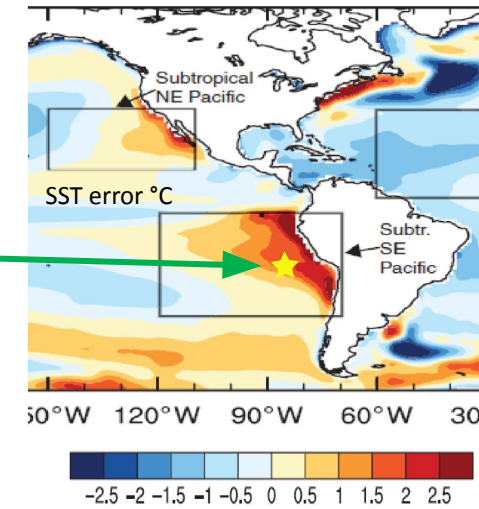 Subtropical
NE Pacific
SST error °C
Subtr.
SE
Pacific
50°W 120°W 90°W 60°W 30
-2.5 -2 -1.5 -1 -0.5 0 0.5 1 1.5 2 2.5